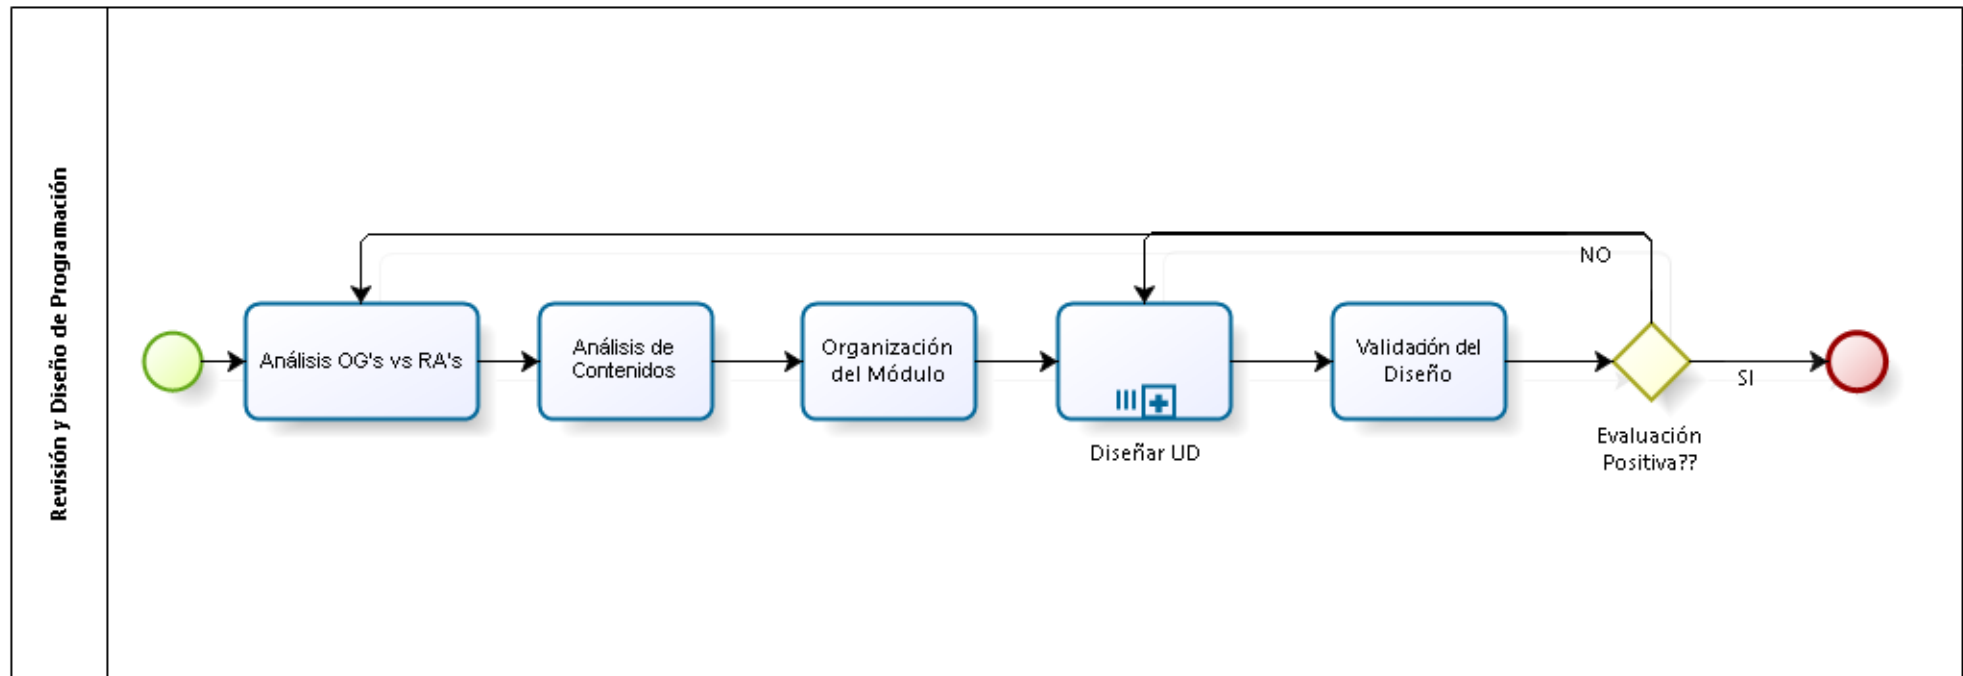 Revisión y Diseño de Programación
Análisis OG's vs RA's
Análisis de
Contenidos
Organización
del Módulo
Diseñar UD
Validación del
Diseño
NO
Evaluación
Positiva??
SI